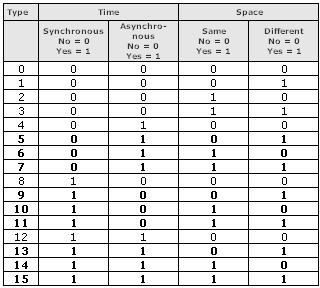 Type Time Space
Synchronous No = 0 Yes = 1 Asynchro-nous No = 0 Yes = 1 Same No = 0 Yes = 1 Different No = 0 Yes = 1
0 0 0 0 0
1 0 0 0 1
2 0 0 1 0
3 0 0 1 1
4 0 1 0 0
5 0 1 0 1
6 0 1 1 0
7 0 1 1 1
8 1 0 0 0
9 1 0 0 1
10 1 0 1 0
11 1 0 1 1
12 1 1 0 0
13 1 1 0 1
14 1 1 1 0
15 1 1 1 1